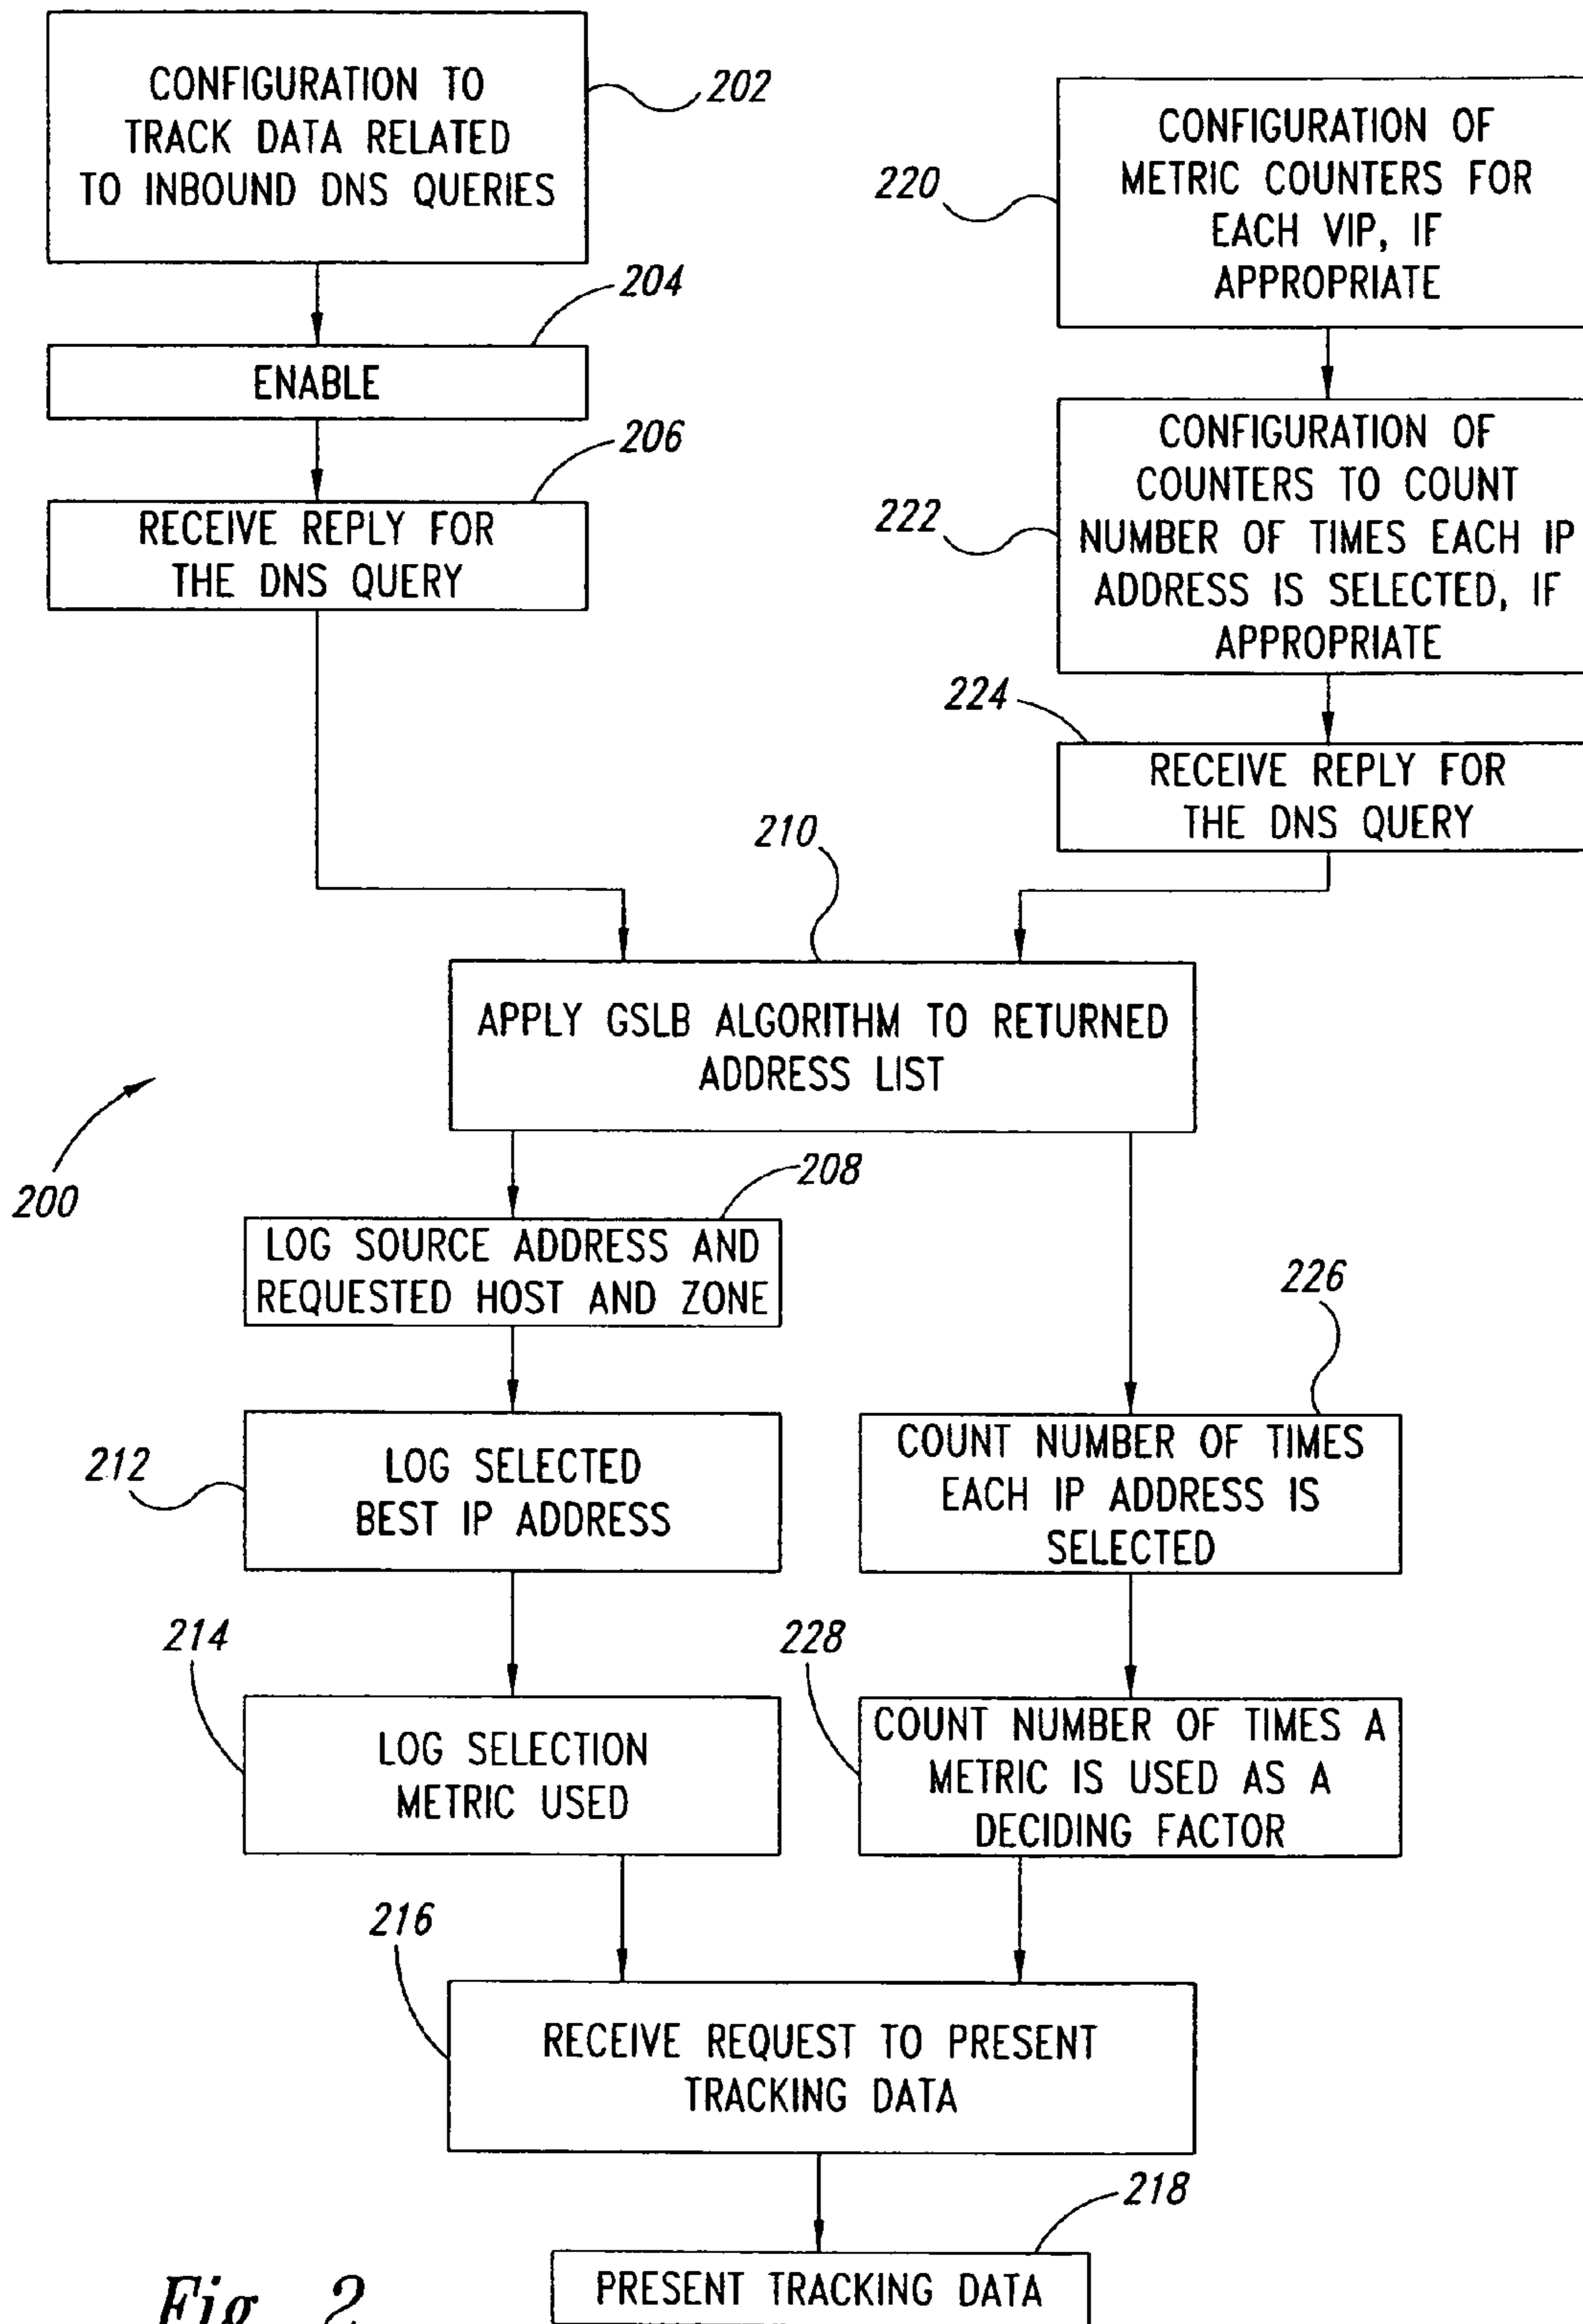 CONFIGURATION TO
TRACK DATA RELATED
TO INBOUND DNS QUERIES
202
204
ENABLE
206
RECEIVE REPLY FOR
THE DNS QUERY
220
CONFIGURATION OF
METRIC COUNTERS FOR
EACH VIP, IF
APPROPRIATE
222
CONFIGURATION OF
COUNTERS TO COUNT
NUMBER OF TIMES EACH IP
ADDRESS IS SELECTED, IF
APPROPRIATE
224
RECEIVE REPLY FOR
THE DNS QUERY
210
APPLY GSLB ALGORITHM TO RETURNED
ADDRESS LIST
200
208
LOG SOURCE ADDRESS AND
REQUESTED HOST AND ZONE
212
LOG SELECTED
BEST IP ADDRESS
214
LOG SELECTION
METRIC USED
226
COUNT NUMBER OF TIMES
EACH IP ADDRESS IS
SELECTED
228
COUNT NUMBER OF TIMES A
METRIC IS USED AS A
DECIDING FACTOR
216
RECEIVE REQUEST TO PRESENT
TRACKING DATA
218
PRESENT TRACKING DATA
Fig. 2